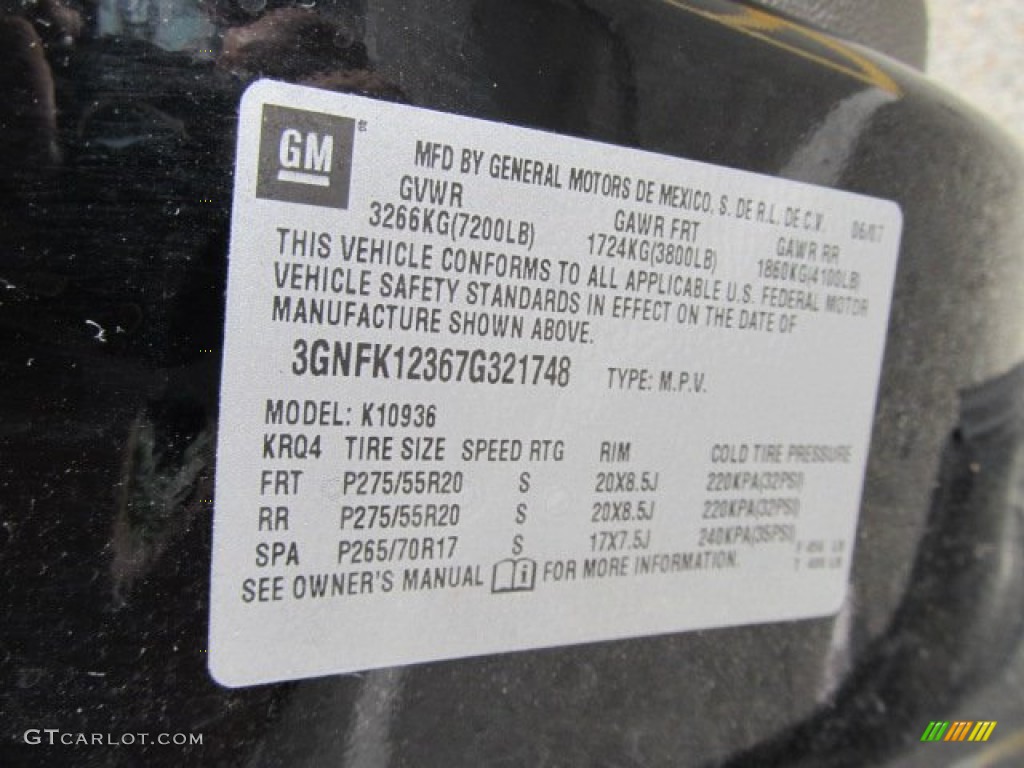 GM
MFD BY GENERAL MOTORS DE MEXICO, S. DE R.L. DE C.V. 06/07
GVWR GAWR FRT GAWR RR
3266KG(7200LB) 1724KG(3800LB) 1860KG(4100LB)
THIS VEHICLE CONFORMS TO ALL APPLICABLE U.S. FEDERAL MOTOR
VEHICLE SAFETY STANDARDS IN EFFECT ON THE DATE OF
MANUFACTURE SHOWN ABOVE.
3GNFK12367G321748 TYPE: M.P.V.
MODEL: K10936
KRQ4 TIRE SIZE SPEED RTG RIM COLD TIRE PRESSURE
FRT P275/55R20 S 20X8.5J 220KPA(32PSI)
RR P275/55R20 S 20X8.5J 220KPA(32PSI)
SPA P265/70R17 S 17X7.5J 240KPA(35PSI)
SEE OWNER'S MANUAL i FOR MORE INFORMATION.
GTCARLOT.COM